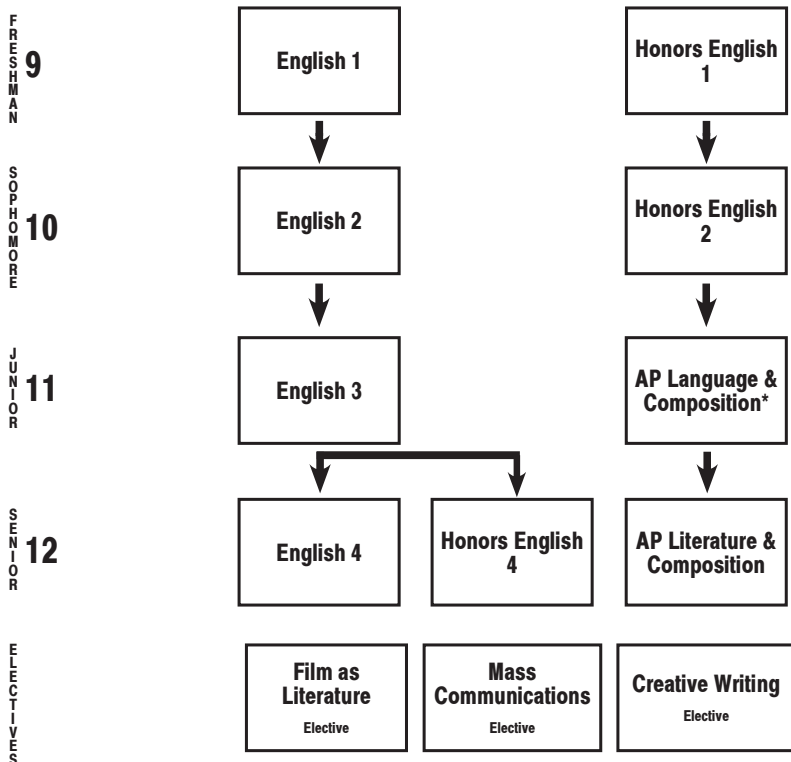 FRESHMAN
9
English 1
Honors English
1
SOPHOMORE
10
English 2
Honors English
2
JUNIOR
11
English 3
AP Language &
Composition*
SENIOR
12
English 4
Honors English
4
AP Literature &
Composition
ELECTIVES
Film as
Literature
Elective
Mass
Communications
Elective
Creative Writing
Elective